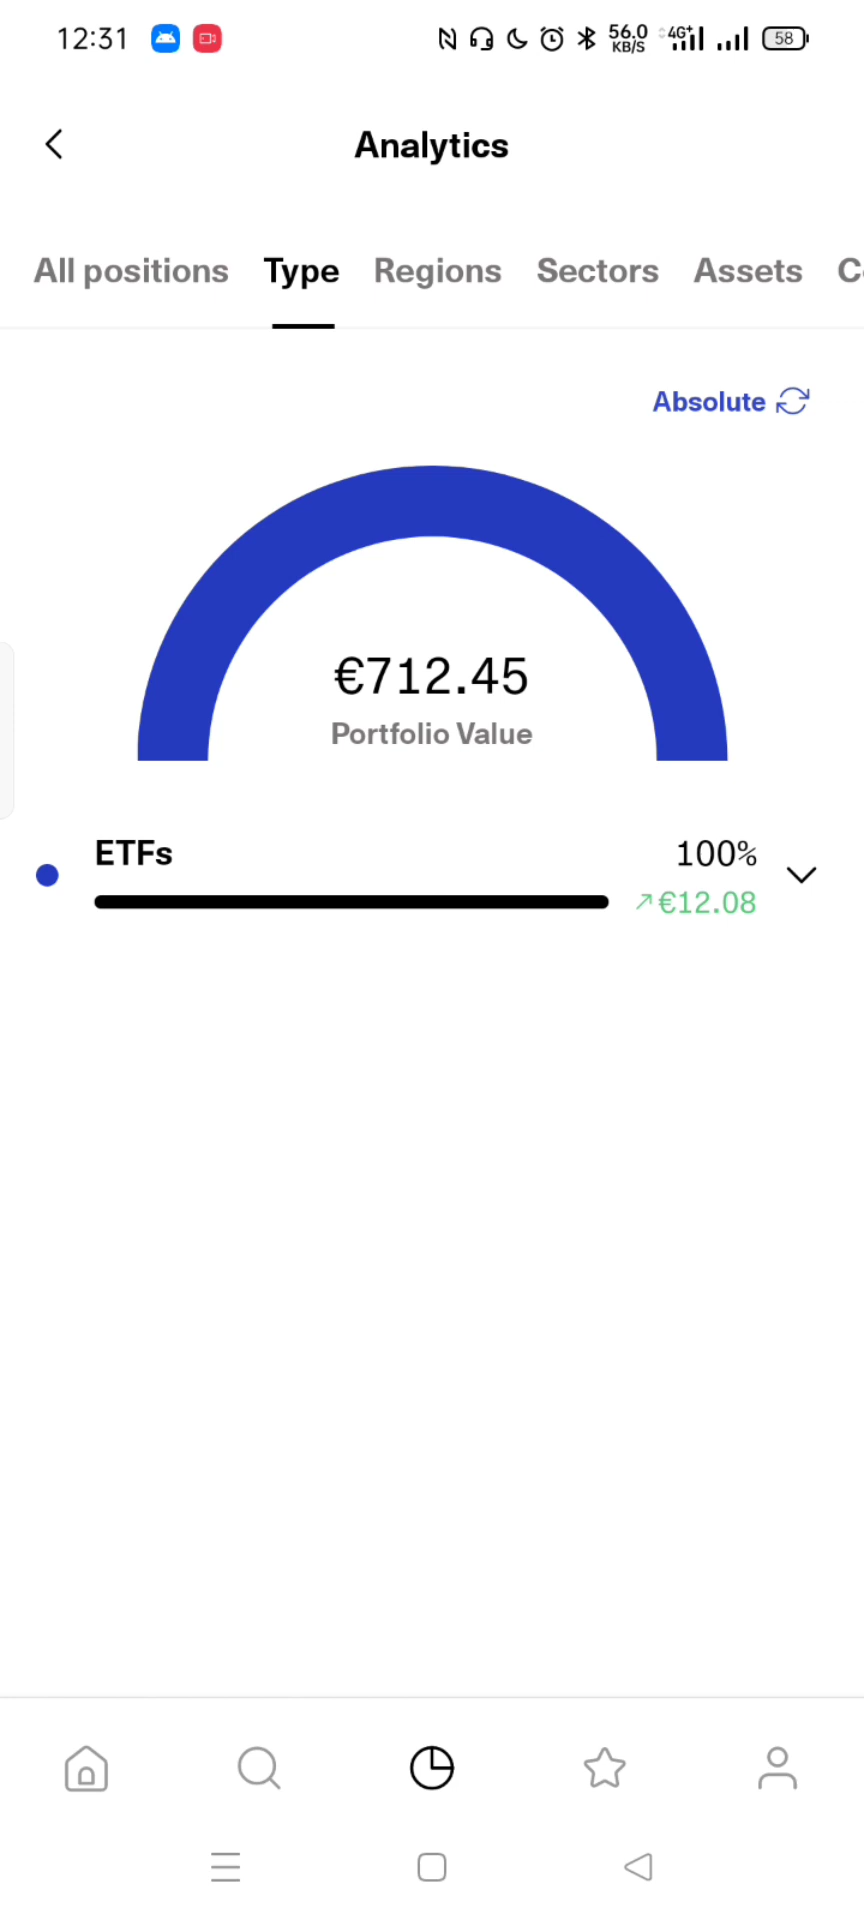 12:31 56.0 KB/S 4G+ 58
Analytics
All positions Type Regions Sectors Assets
Absolute
€712.45
Portfolio Value
ETFs 100%
€12.08